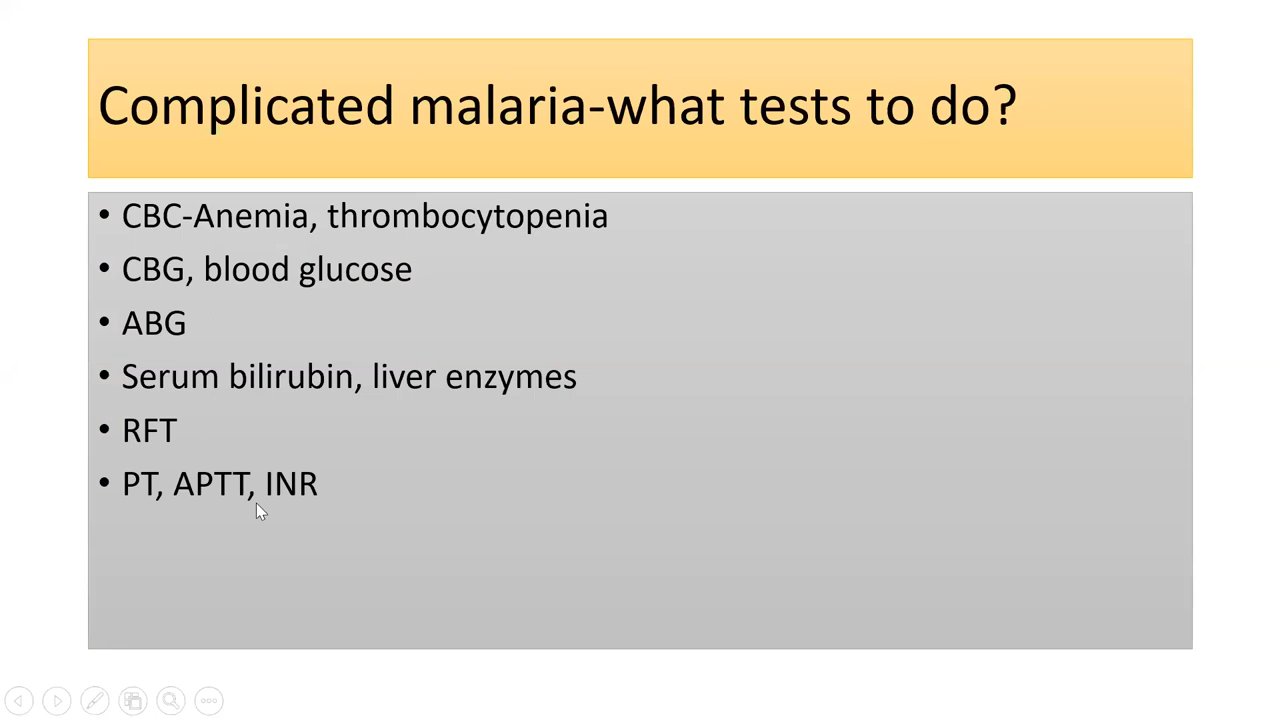 Complicated malaria-what tests to do?
• CBC-Anemia, thrombocytopenia
• CBG, blood glucose
• ABG
• Serum bilirubin, liver enzymes
• RFT
• PT, APTT, INR